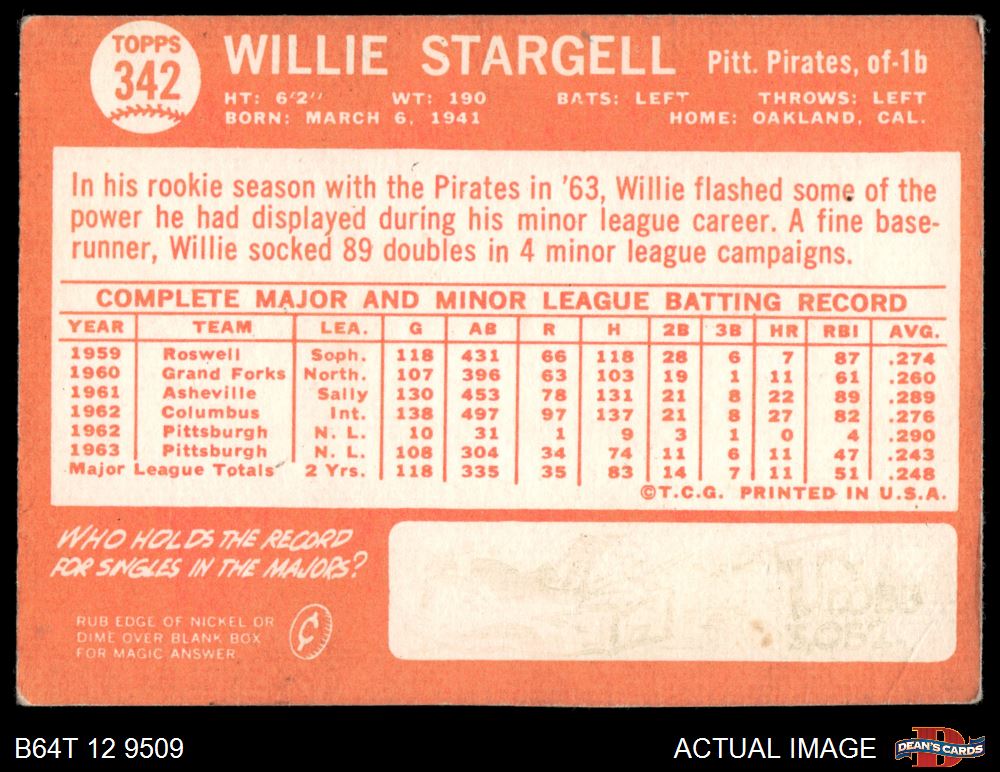 TOPPS
342
WILLIE STARGELL
Pitt. Pirates, of-1b
HT: 6'2" WT: 190 BATS: LEFT THROWS: LEFT
BORN: MARCH 6, 1941 HOME: OAKLAND, CAL.
In his rookie season with the Pirates in '63, Willie flashed some of the
power he had displayed during his minor league career. A fine base-
runner, Willie socked 89 doubles in 4 minor league campaigns.
COMPLETE MAJOR AND MINOR LEAGUE BATTING RECORD
YEAR TEAM LEA. G AB R H 2B 3B HR RBI AVG.
1959 Roswell Soph. 118 431 66 118 28 6 7 87 .274
1960 Grand Forks North. 107 396 63 103 19 1 11 61 .260
1961 Asheville Sally 130 453 78 131 21 8 22 89 .289
1962 Columbus Int. 138 497 97 137 21 8 27 82 .276
1962 Pittsburgh N. L. 10 31 1 9 3 1 0 4 .290
1963 Pittsburgh N. L. 108 304 34 74 11 6 11 47 .243
Major League Totals 2 Yrs. 118 335 35 83 14 7 11 51 .248
©T.C.G. PRINTED IN U.S.A.
WHO HOLDS THE RECORD
FOR SINGLES IN THE MAJORS?
RUB EDGE OF NICKEL OR
DIME OVER BLANK BOX
FOR MAGIC ANSWER
¢
B64T 12 9509
ACTUAL IMAGE
DEAN'S CARDS